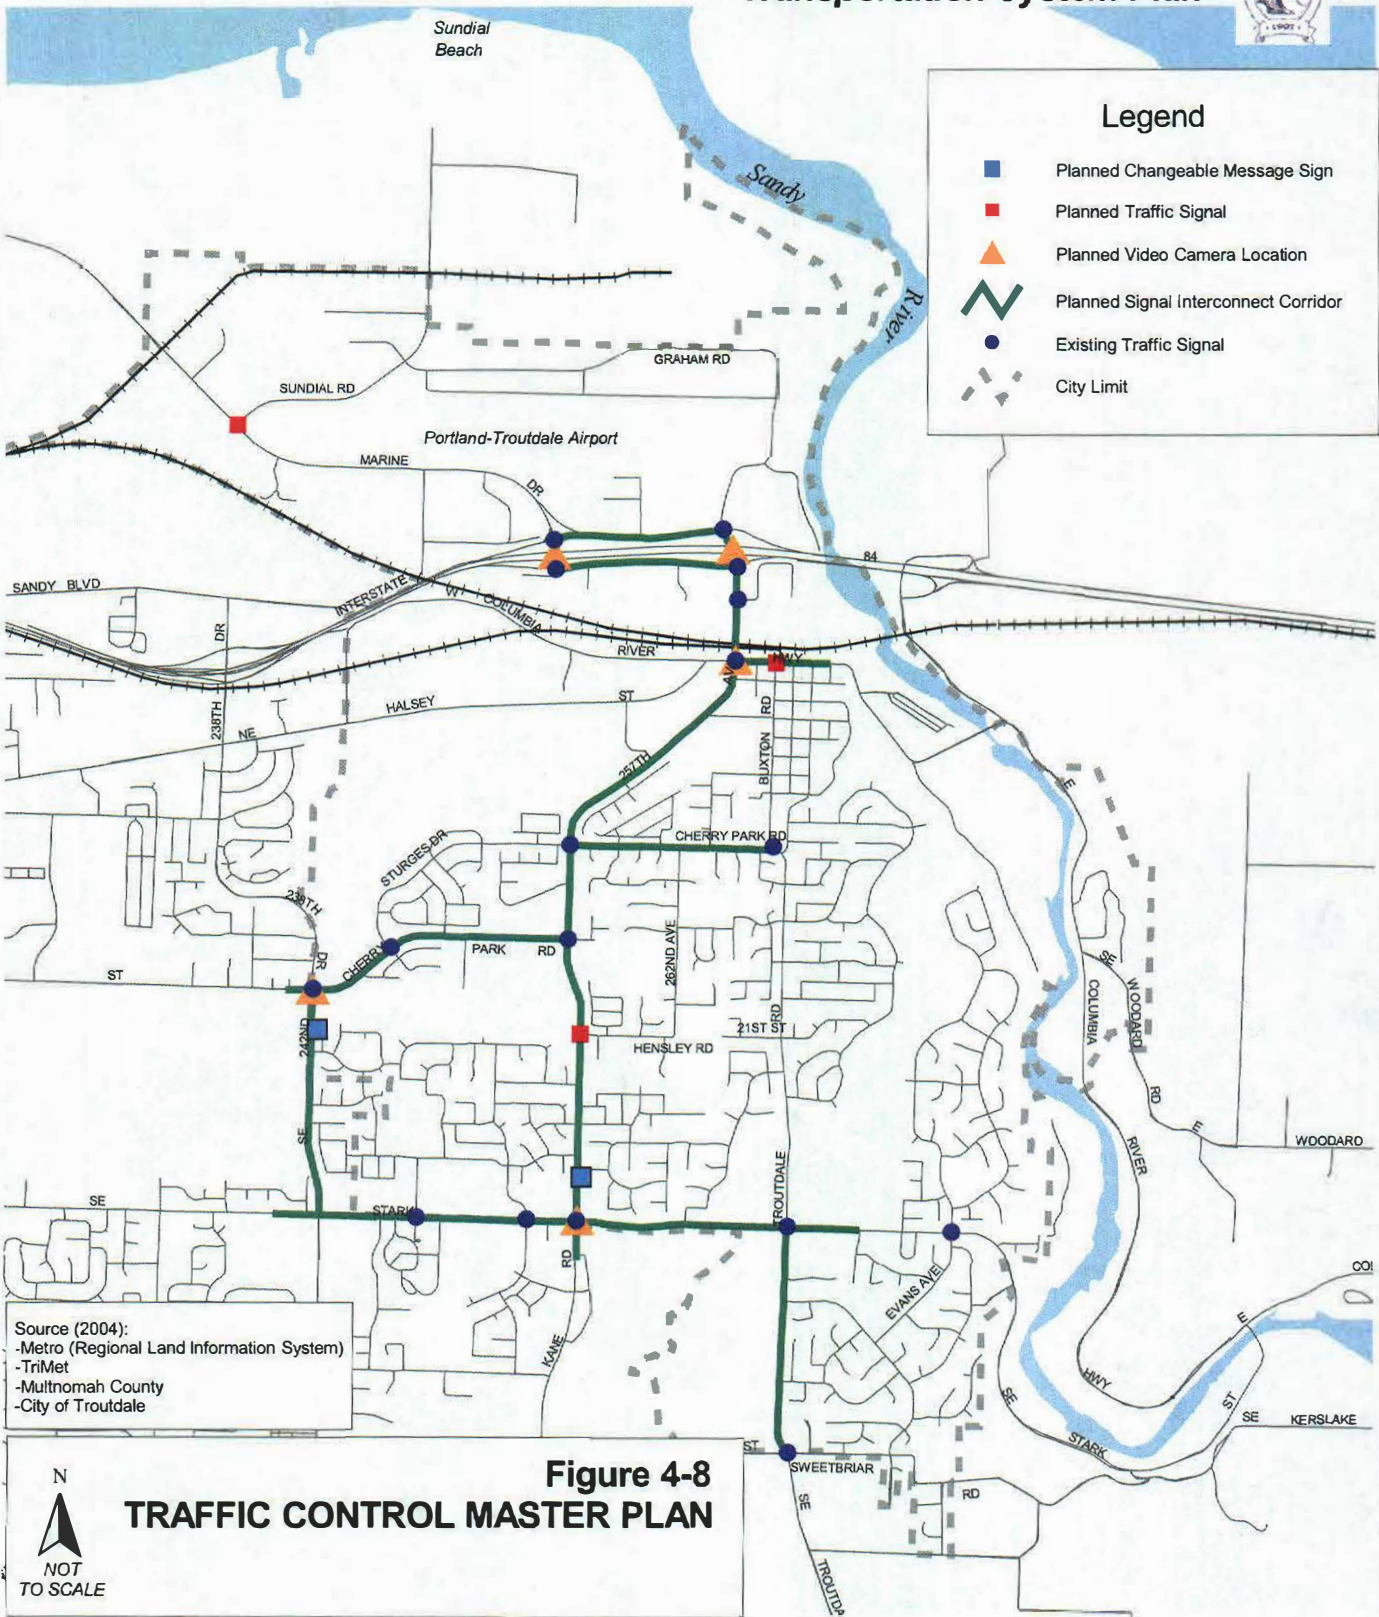 Transportation System Plan
Sundial
Beach
Legend
Planned Changeable Message Sign
Planned Traffic Signal
Planned Video Camera Location
Planned Signal Interconnect Corridor
Existing Traffic Signal
City Limit
Sandy
River
GRAHAM RD
SUNDIAL RD
Portland-Troutdale Airport
MARINE
DR
84
SANDY BLVD
INTERSTATE
W
COLUMBIA
DR
RIVER
HWY
AV
238TH
NE
HALSEY
ST
RD
BUXTON
257TH
E
CHERRY PARK RD
STURGES DR
238TH
DR
CHERRY
PARK
RD
262ND AVE
ST
SE
WOODARD
COLUMBIA
242ND
RD
21ST ST
HENSLEY RD
RD
E
WOODARD
SE
RIVER
TROUTDALE
SE
STARK
RD
EVANS AVE
COL
E
KANE
HWY
SE
ST
SE
KERSLAKE
STARK
Source (2004):
-Metro (Regional Land Information System)
-TriMet
-Multnomah County
-City of Troutdale
ST
SWEETBRIAR
RD
SE
TROUTDA
N
NOT
TO SCALE
Figure 4-8
TRAFFIC CONTROL MASTER PLAN